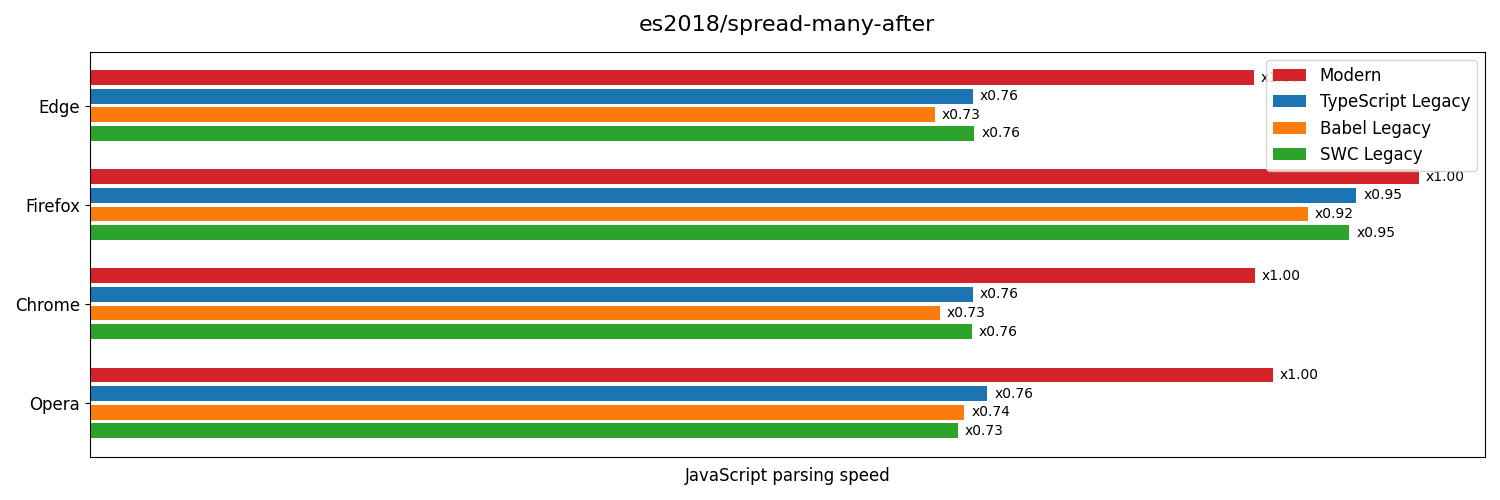 es2018/spread-many-after
Modern
TypeScript Legacy
Babel Legacy
SWC Legacy
Edge
x0.76
x0.73
x0.76
Firefox
x1.00
x0.95
x0.92
x0.95
Chrome
x1.00
x0.76
x0.73
x0.76
Opera
x1.00
x0.76
x0.74
x0.73
JavaScript parsing speed